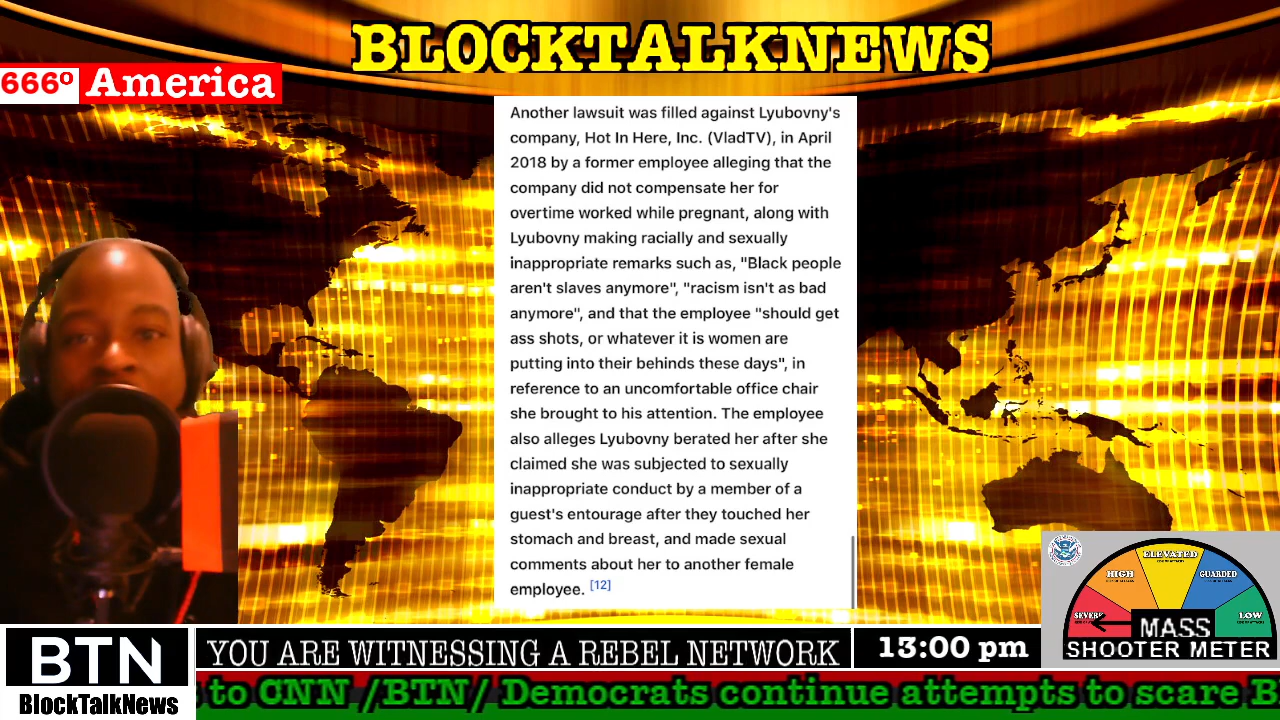 BLOCKTALKNEWS
666º America
Another lawsuit was filled against Lyubovny's
company, Hot In Here, Inc. (VladTV), in April
2018 by a former employee alleging that the
company did not compensate her for
overtime worked while pregnant, along with
Lyubovny making racially and sexually
inappropriate remarks such as, "Black people
aren't slaves anymore", "racism isn't as bad
anymore", and that the employee "should get
ass shots, or whatever it is women are
putting into their behinds these days", in
reference to an uncomfortable office chair
she brought to his attention. The employee
also alleges Lyubovny berated her after she
claimed she was subjected to sexually
inappropriate conduct by a member of a
guest's entourage after they touched her
stomach and breast, and made sexual
comments about her to another female
employee. [12]
ELEVATED
HIGH
GUARDED
SEVERE
LOW
MASS
SHOOTER METER
BTN
BlockTalkNews
YOU ARE WITNESSING A REBEL NETWORK
13:00 pm
to CNN /BTN/ Democrats continue attempts to scare B